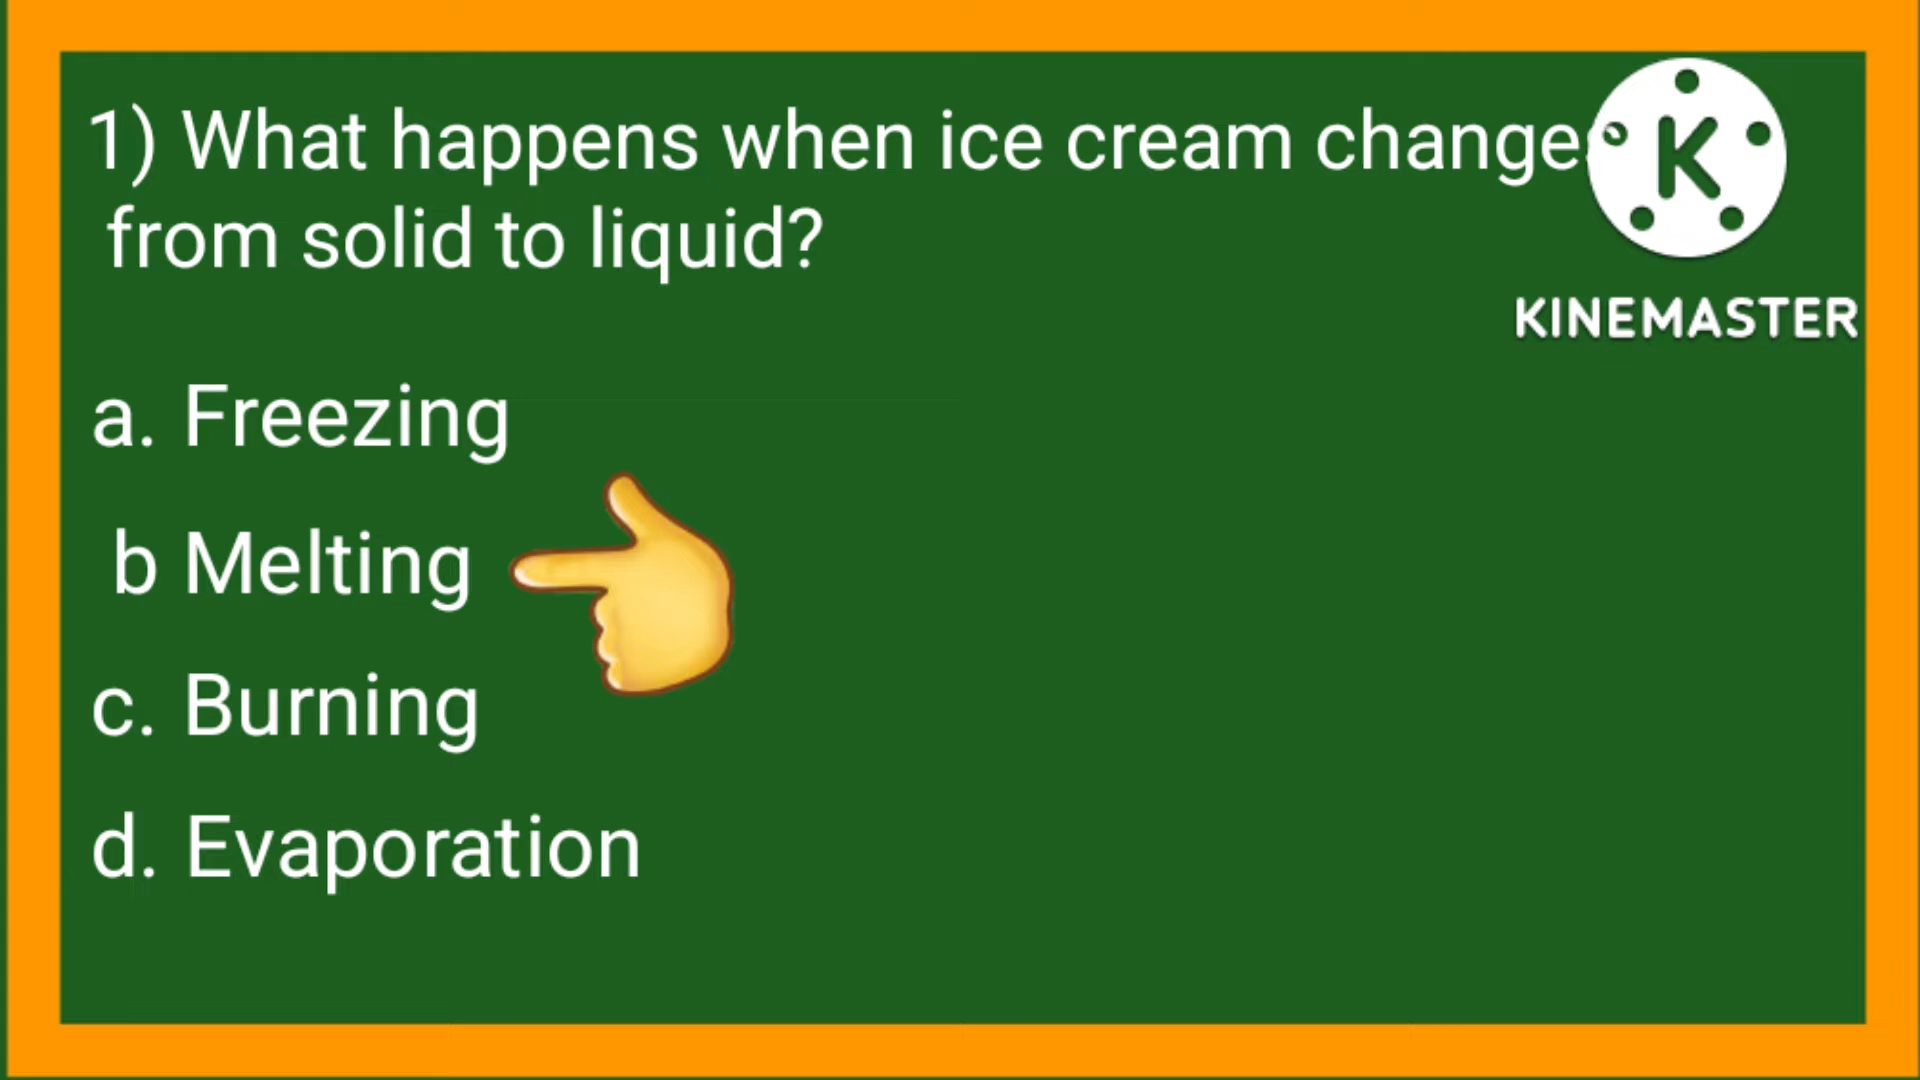 1) What happens when ice cream changes
from solid to liquid?
K
KINEMASTER
a. Freezing
b Melting
c. Burning
d. Evaporation